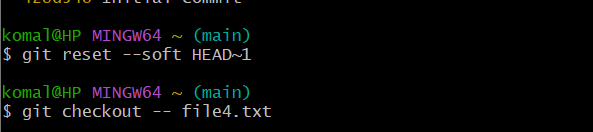 komal@HP MINGW64 ~ (main)
$ git reset --soft HEAD~1
komal@HP MINGW64 ~ (main)
$ git checkout -- file4.txt